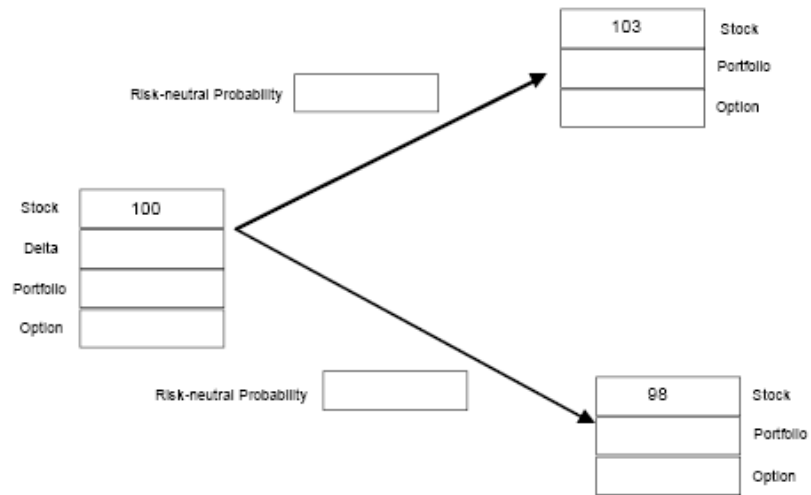 103 Stock
Portfolio
Risk-neutral Probability
Option
Stock 100
Delta
Portfolio
Option
Risk-neutral Probability
98 Stock
Portfolio
Option